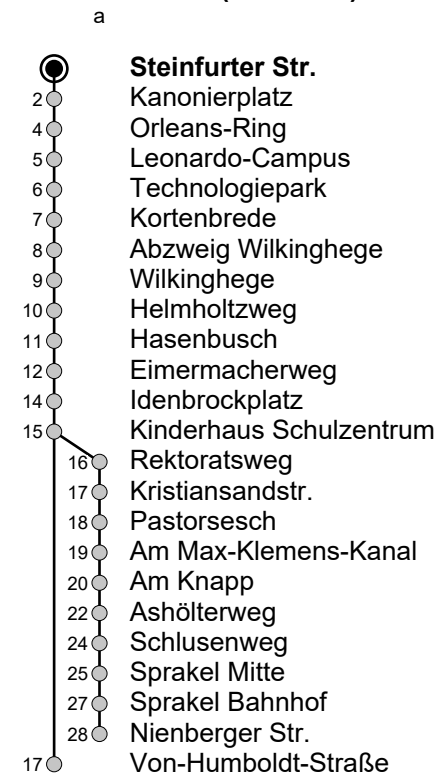 a
Steinfurter Str.
2 Kanonierplatz
4 Orleans-Ring
5 Leonardo-Campus
6 Technologiepark
7 Kortenbrede
8 Abzweig Wilkinghege
9 Wilkinghege
10 Helmholtzweg
11 Hasenbusch
12 Eimermacherweg
14 Idenbrockplatz
15 Kinderhaus Schulzentrum
16 Rektoratsweg
17 Kristiansandstr.
18 Pastorsesch
19 Am Max-Klemens-Kanal
20 Am Knapp
22 Ashölterweg
24 Schlusenweg
25 Sprakel Mitte
27 Sprakel Bahnhof
28 Nienberger Str.
17 Von-Humboldt-Straße